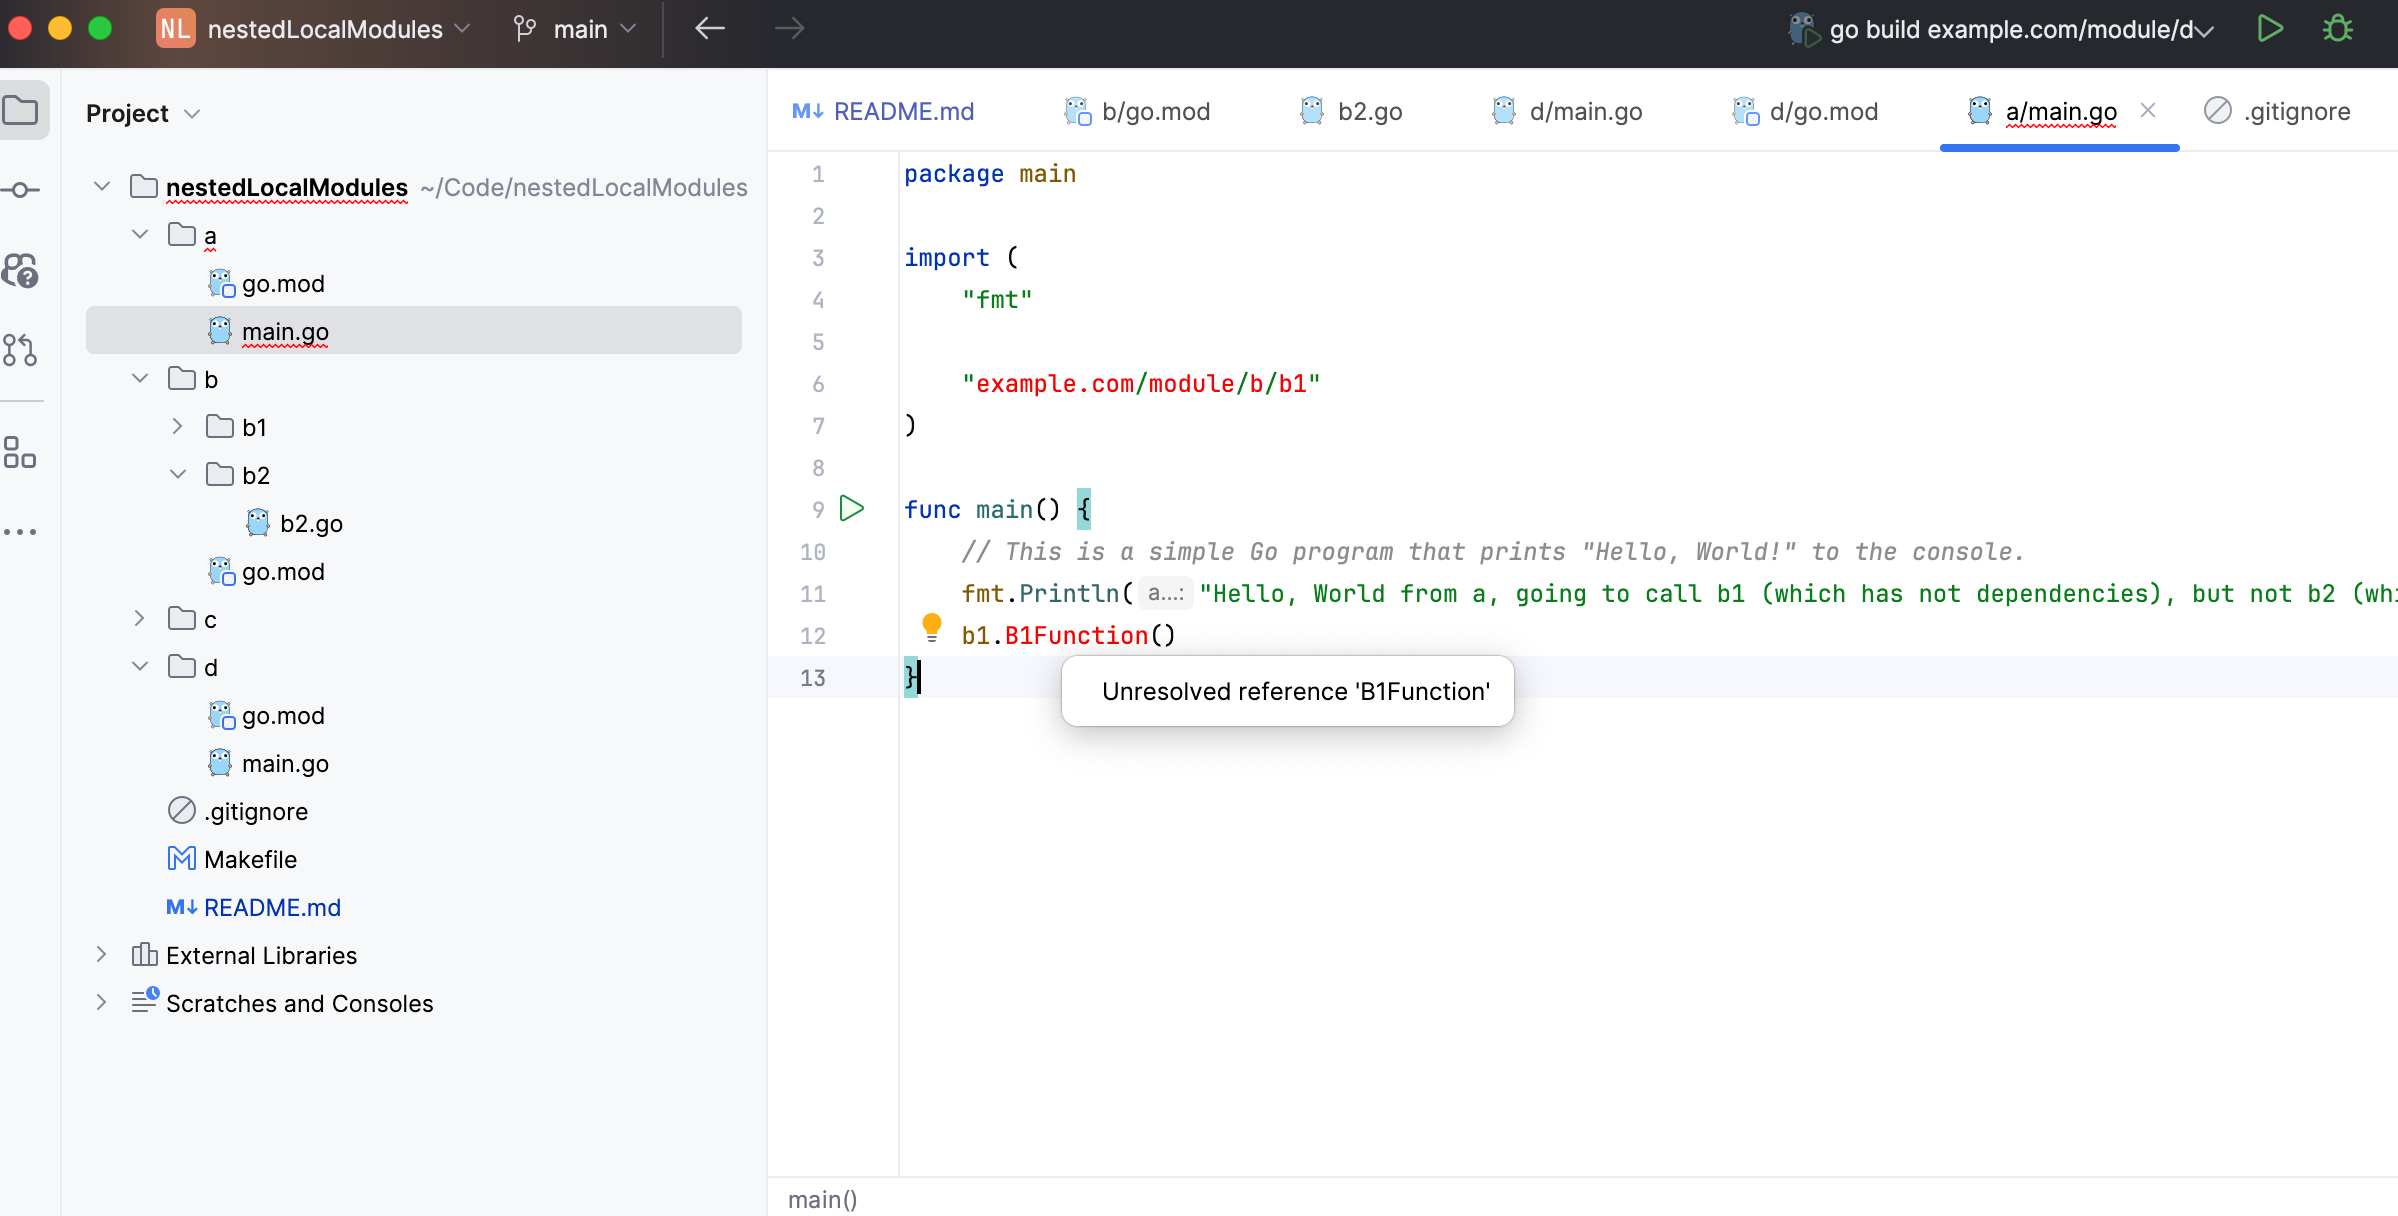 NL nestedLocalModules main go build example.com/module/d
Project
README.md b/go.mod b2.go d/main.go d/go.mod a/main.go .gitignore
nestedLocalModules ~/Code/nestedLocalModules
a
go.mod
main.go
b
b1
b2
b2.go
go.mod
c
d
go.mod
main.go
.gitignore
Makefile
README.md
External Libraries
Scratches and Consoles
1 package main
2
3 import (
4 "fmt"
5
6 "example.com/module/b/b1"
7 )
8
9 func main() {
10 // This is a simple Go program that prints "Hello, World!" to the console.
11 fmt.Println( a...: "Hello, World from a, going to call b1 (which has not dependencies), but not b2 (whi
12 b1.B1Function()
13 }
Unresolved reference 'B1Function'
main()